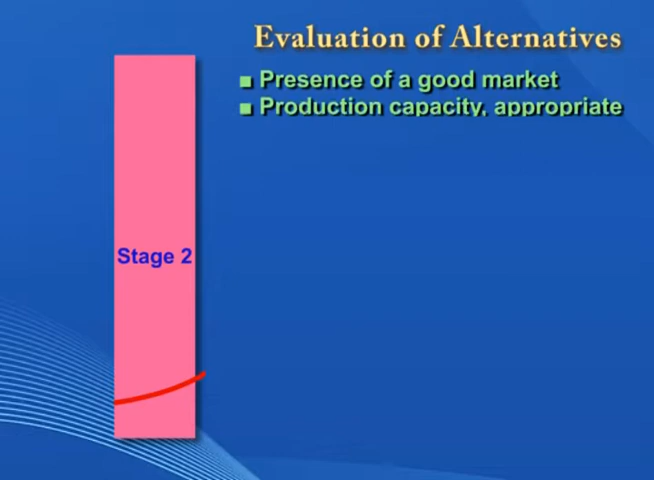 Evaluation of Alternatives
■ Presence of a good market
■ Production capacity, appropriate
Stage 2